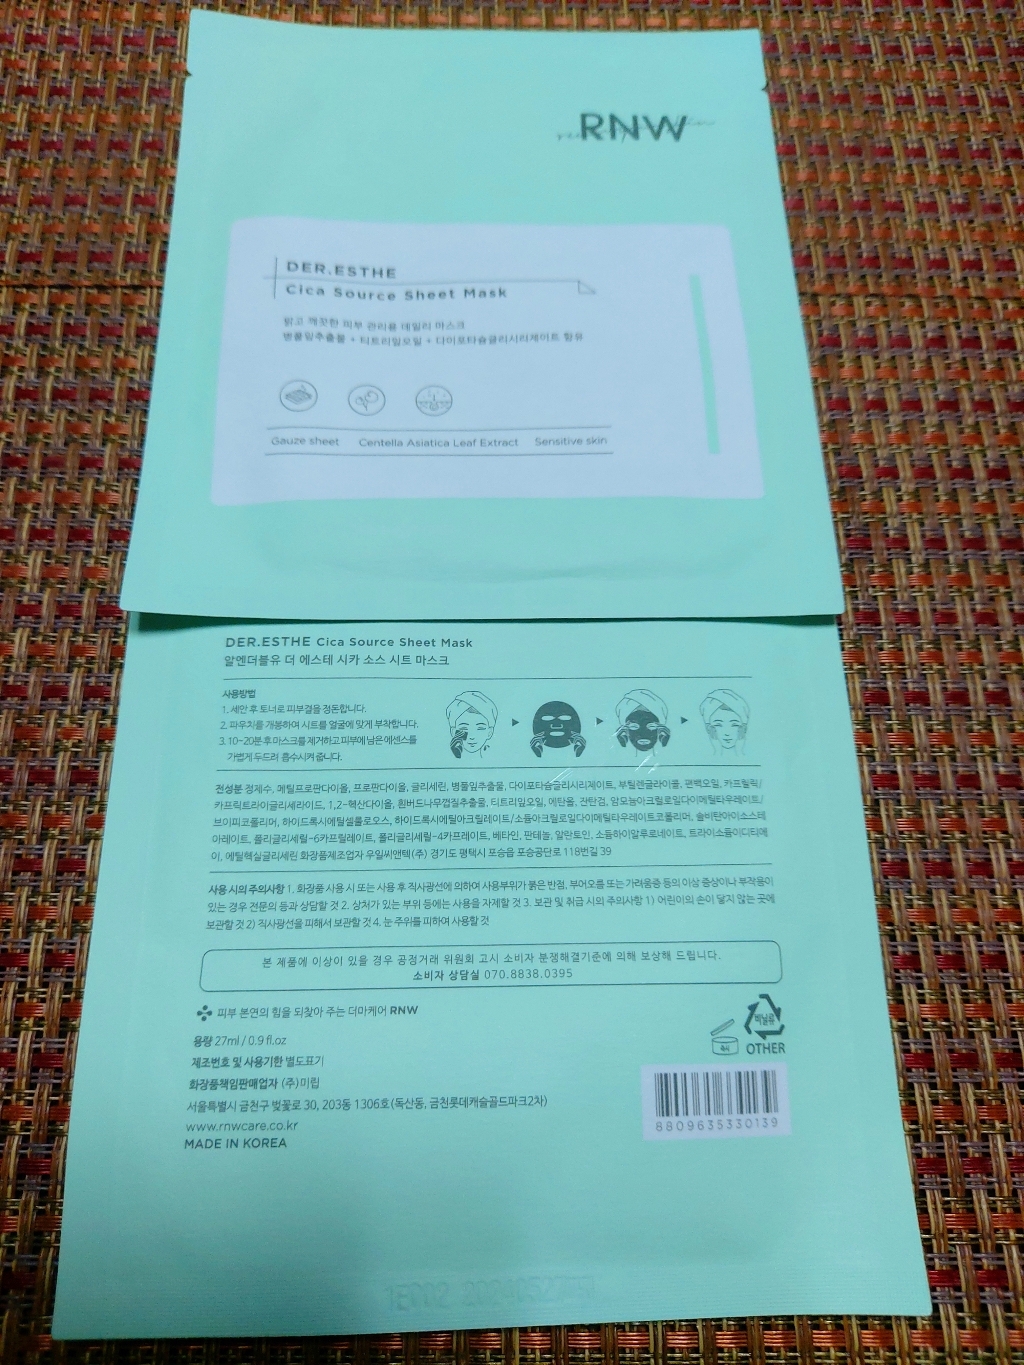 RNW
DER.ESTHE
Cica Source Sheet Mask
맑고 깨끗한 피부 관리용 데일리 마스크
병풀잎추출물 + 티트리잎오일 + 다이포타슘글리시리제이트 함유
Gauze sheet Centella Asiatica Leaf Extract Sensitive skin
DER.ESTHE Cica Source Sheet Mask
알엔더블유 더 에스테 시카 소스 시트 마스크
사용방법
1. 세안 후 토너로 피부결을 정돈합니다.
2. 파우치를 개봉하여 시트를 얼굴에 맞게 부착합니다.
3. 10~20분 후 마스크를 제거하고 피부에 남은 에센스를
가볍게 두드려 흡수시켜 줍니다.
전성분 정제수, 메틸프로판다이올, 프로판다이올, 글리세린, 병풀잎추출물, 다이포타슘글리시리제이트, 부틸렌글라이콜, 편백오일, 카프릴릭/
카프릭트라이글리세라이드, 1,2-헥산다이올, 흰버드나무껍질추출물, 티트리잎오일, 에탄올, 잔탄검, 암모늄아크릴로일다이메틸타우레이트/
브이피코폴리머, 하이드록시에틸셀룰로오스, 하이드록시에틸아크릴레이트/소듐아크릴로일다이메틸타우레이트코폴리머, 솔비탄아이소스테
아레이트, 폴리글리세릴-6카프릴레이트, 폴리글리세릴-4카프레이트, 베타인, 판테놀, 알란토인, 소듐하이알루로네이트, 트라이소듐이디티에
이, 에틸헥실글리세린 화장품제조업자 우일씨앤텍(주) 경기도 평택시 포승읍 포승공단로 118번길 39
사용 시의 주의사항 1. 화장품 사용 시 또는 사용 후 직사광선에 의하여 사용부위가 붉은 반점, 부어오름 또는 가려움증 등의 이상 증상이나 부작용이
있는 경우 전문의 등과 상담할 것 2. 상처가 있는 부위 등에는 사용을 자제할 것 3. 보관 및 취급 시의 주의사항 1) 어린이의 손이 닿지 않는 곳에
보관할 것 2) 직사광선을 피해서 보관할 것 4. 눈 주위를 피하여 사용할 것
본 제품에 이상이 있을 경우 공정거래 위원회 고시 소비자 분쟁해결기준에 의해 보상해 드립니다.
소비자 상담실 070.8838.0395
피부 본연의 힘을 되찾아 주는 더마케어 RNW
용량 27ml / 0.9 fl.oz
제조번호 및 사용기한 별도표기
화장품책임판매업자 (주)미립
서울특별시 금천구 벚꽃로 30, 203동 1306호(독산동, 금천롯데캐슬골드파크2차)
www.rnwcare.co.kr
MADE IN KOREA
즉시
비닐류
OTHER
8809635330139